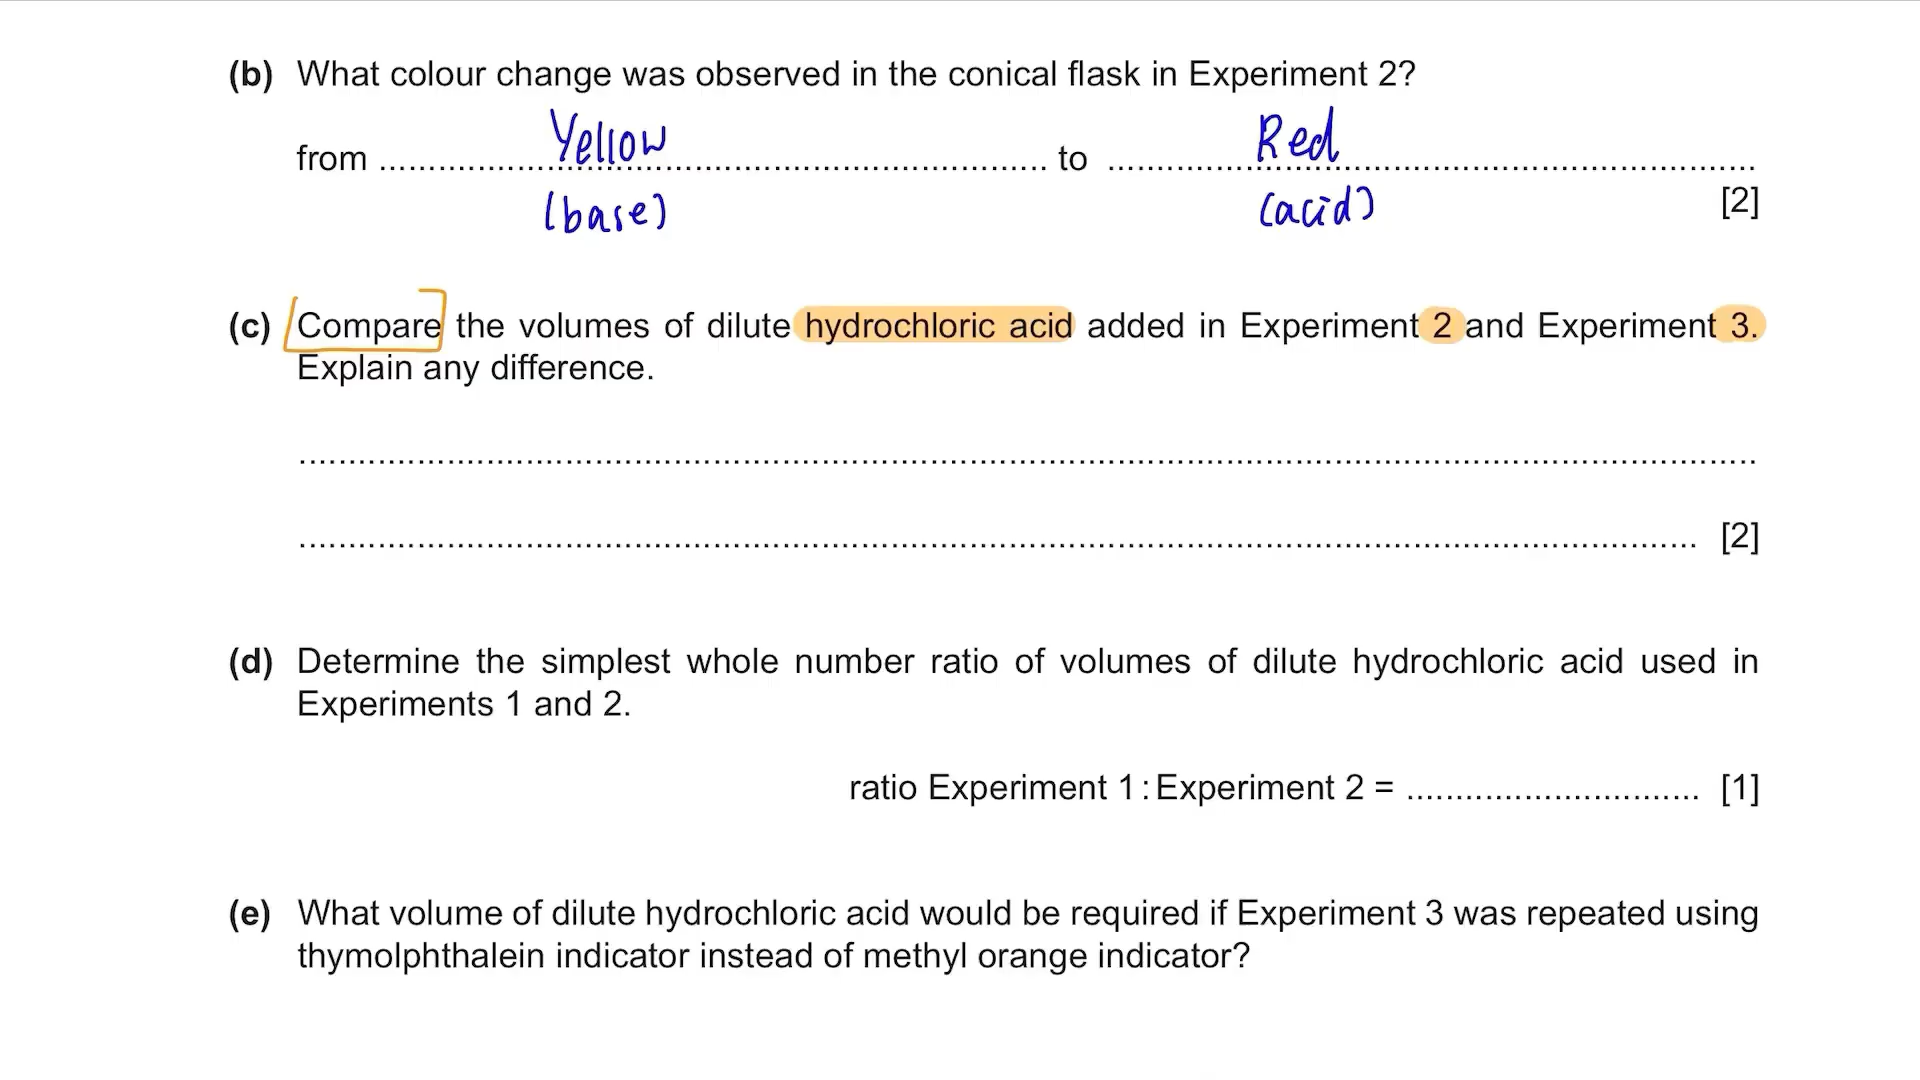 (b) What colour change was observed in the conical flask in Experiment 2?
from ........ Yellow ........ to ........ Red ........
(base) (acid) [2]
(c) Compare the volumes of dilute hydrochloric acid added in Experiment 2 and Experiment 3.
Explain any difference.
........................................................................
........................................................................ [2]
(d) Determine the simplest whole number ratio of volumes of dilute hydrochloric acid used in
Experiments 1 and 2.
ratio Experiment 1 : Experiment 2 = .............................. [1]
(e) What volume of dilute hydrochloric acid would be required if Experiment 3 was repeated using
thymolphthalein indicator instead of methyl orange indicator?